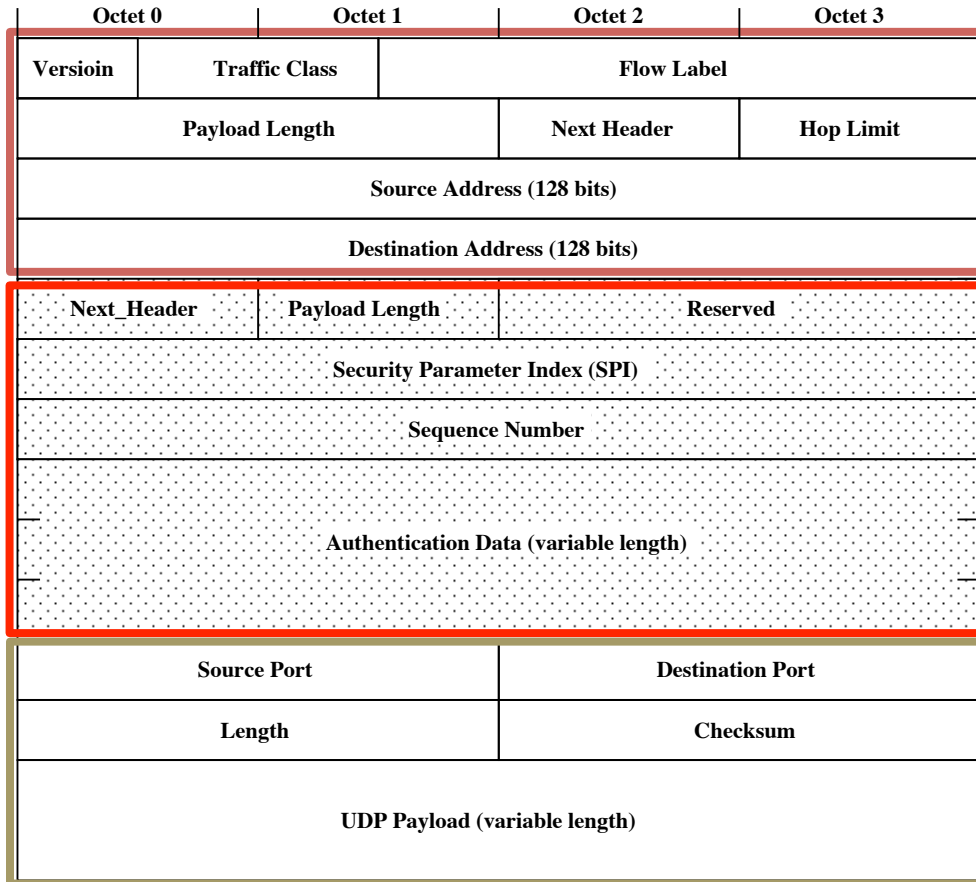 Octet 0 Octet 1 Octet 2 Octet 3
Versioin Traffic Class Flow Label
Payload Length Next Header Hop Limit
Source Address (128 bits)
Destination Address (128 bits)
Next_Header Payload Length Reserved
Security Parameter Index (SPI)
Sequence Number
Authentication Data (variable length)
Source Port Destination Port
Length Checksum
UDP Payload (variable length)